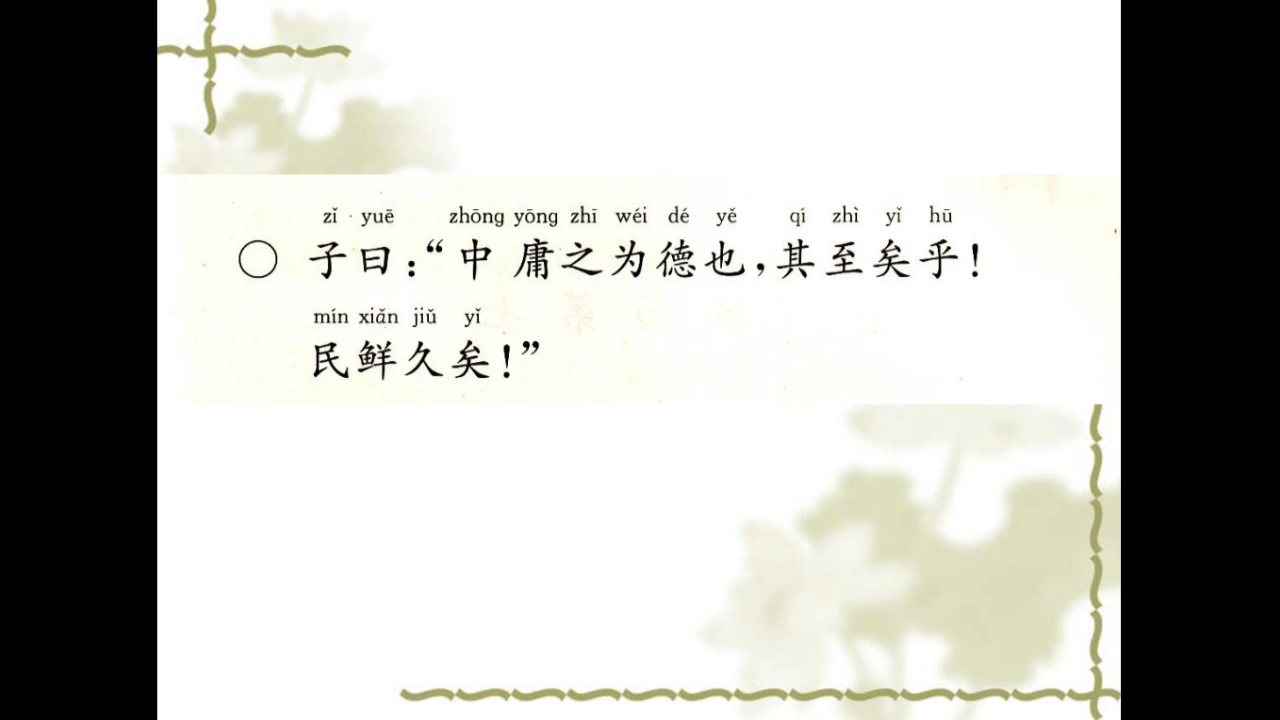 zǐ yuē zhōng yōng zhī wéi dé yě qí zhì yǐ hū
〇 子曰：“中庸之为德也，其至矣乎！
mín xiǎn jiǔ yǐ
民鲜久矣！”